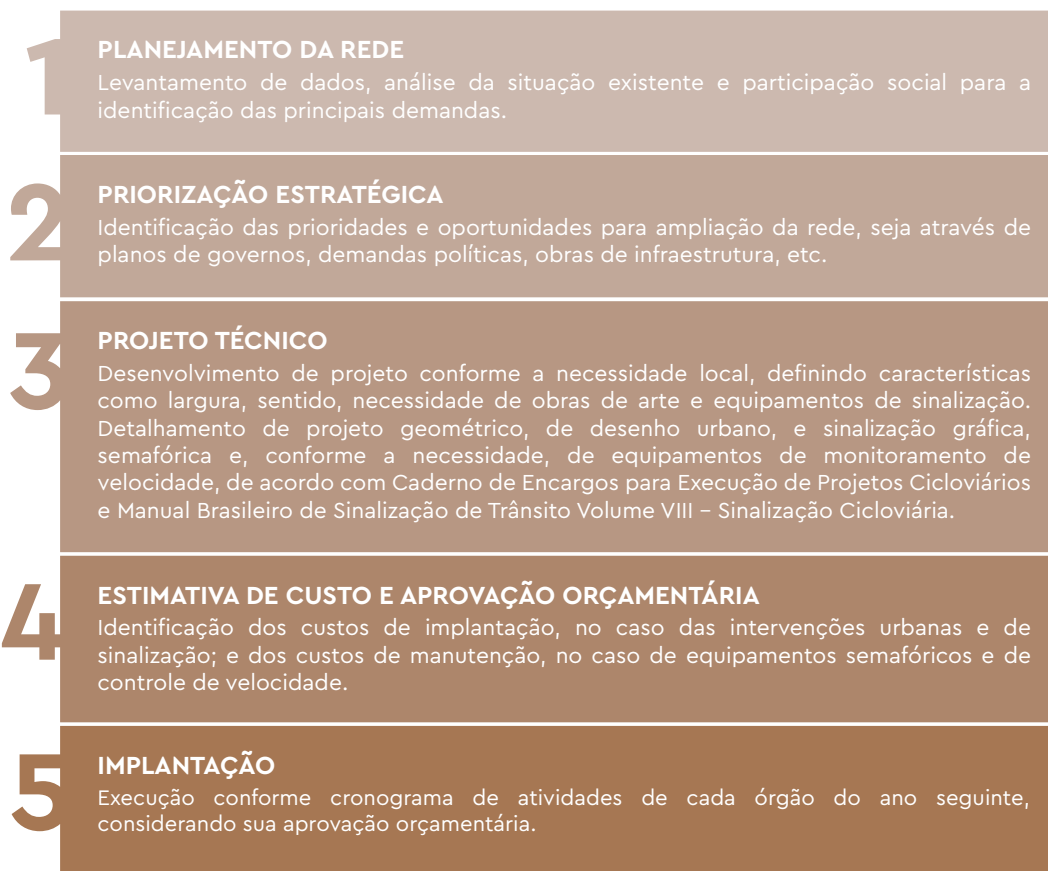 1
PLANEJAMENTO DA REDE
Levantamento de dados, análise da situação existente e participação social para a
identificação das principais demandas.
2
PRIORIZAÇÃO ESTRATÉGICA
Identificação das prioridades e oportunidades para ampliação da rede, seja através de
planos de governos, demandas políticas, obras de infraestrutura, etc.
3
PROJETO TÉCNICO
Desenvolvimento de projeto conforme a necessidade local, definindo características
como largura, sentido, necessidade de obras de arte e equipamentos de sinalização.
Detalhamento de projeto geométrico, de desenho urbano, e sinalização gráfica,
semafórica e, conforme a necessidade, de equipamentos de monitoramento de
velocidade, de acordo com Caderno de Encargos para Execução de Projetos Cicloviários
e Manual Brasileiro de Sinalização de Trânsito Volume VIII – Sinalização Cicloviária.
4
ESTIMATIVA DE CUSTO E APROVAÇÃO ORÇAMENTÁRIA
Identificação dos custos de implantação, no caso das intervenções urbanas e de
sinalização; e dos custos de manutenção, no caso de equipamentos semafóricos e de
controle de velocidade.
5
IMPLANTAÇÃO
Execução conforme cronograma de atividades de cada órgão do ano seguinte,
considerando sua aprovação orçamentária.